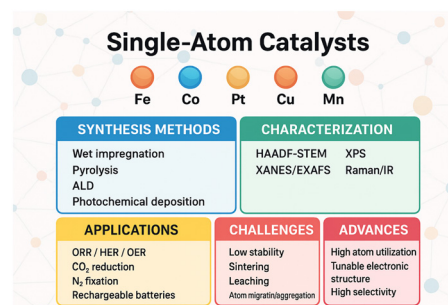 Single-Atom Catalysts
Fe Co Pt Cu Mn
SYNTHESIS METHODS
Wet impregnation
Pyrolysis
ALD
Photochemical deposition
CHARACTERIZATION
HAADF-STEM XPS
XANES/EXAFS Raman/IR
APPLICATIONS
ORR / HER / OER
CO₂ reduction
N₂ fixation
Rechargeable batteries
CHALLENGES
Low stability
Sintering
Leaching
Atom migratin/aggregation
ADVANCES
High atom utilization
Tunable electronic
structure
High selectivity